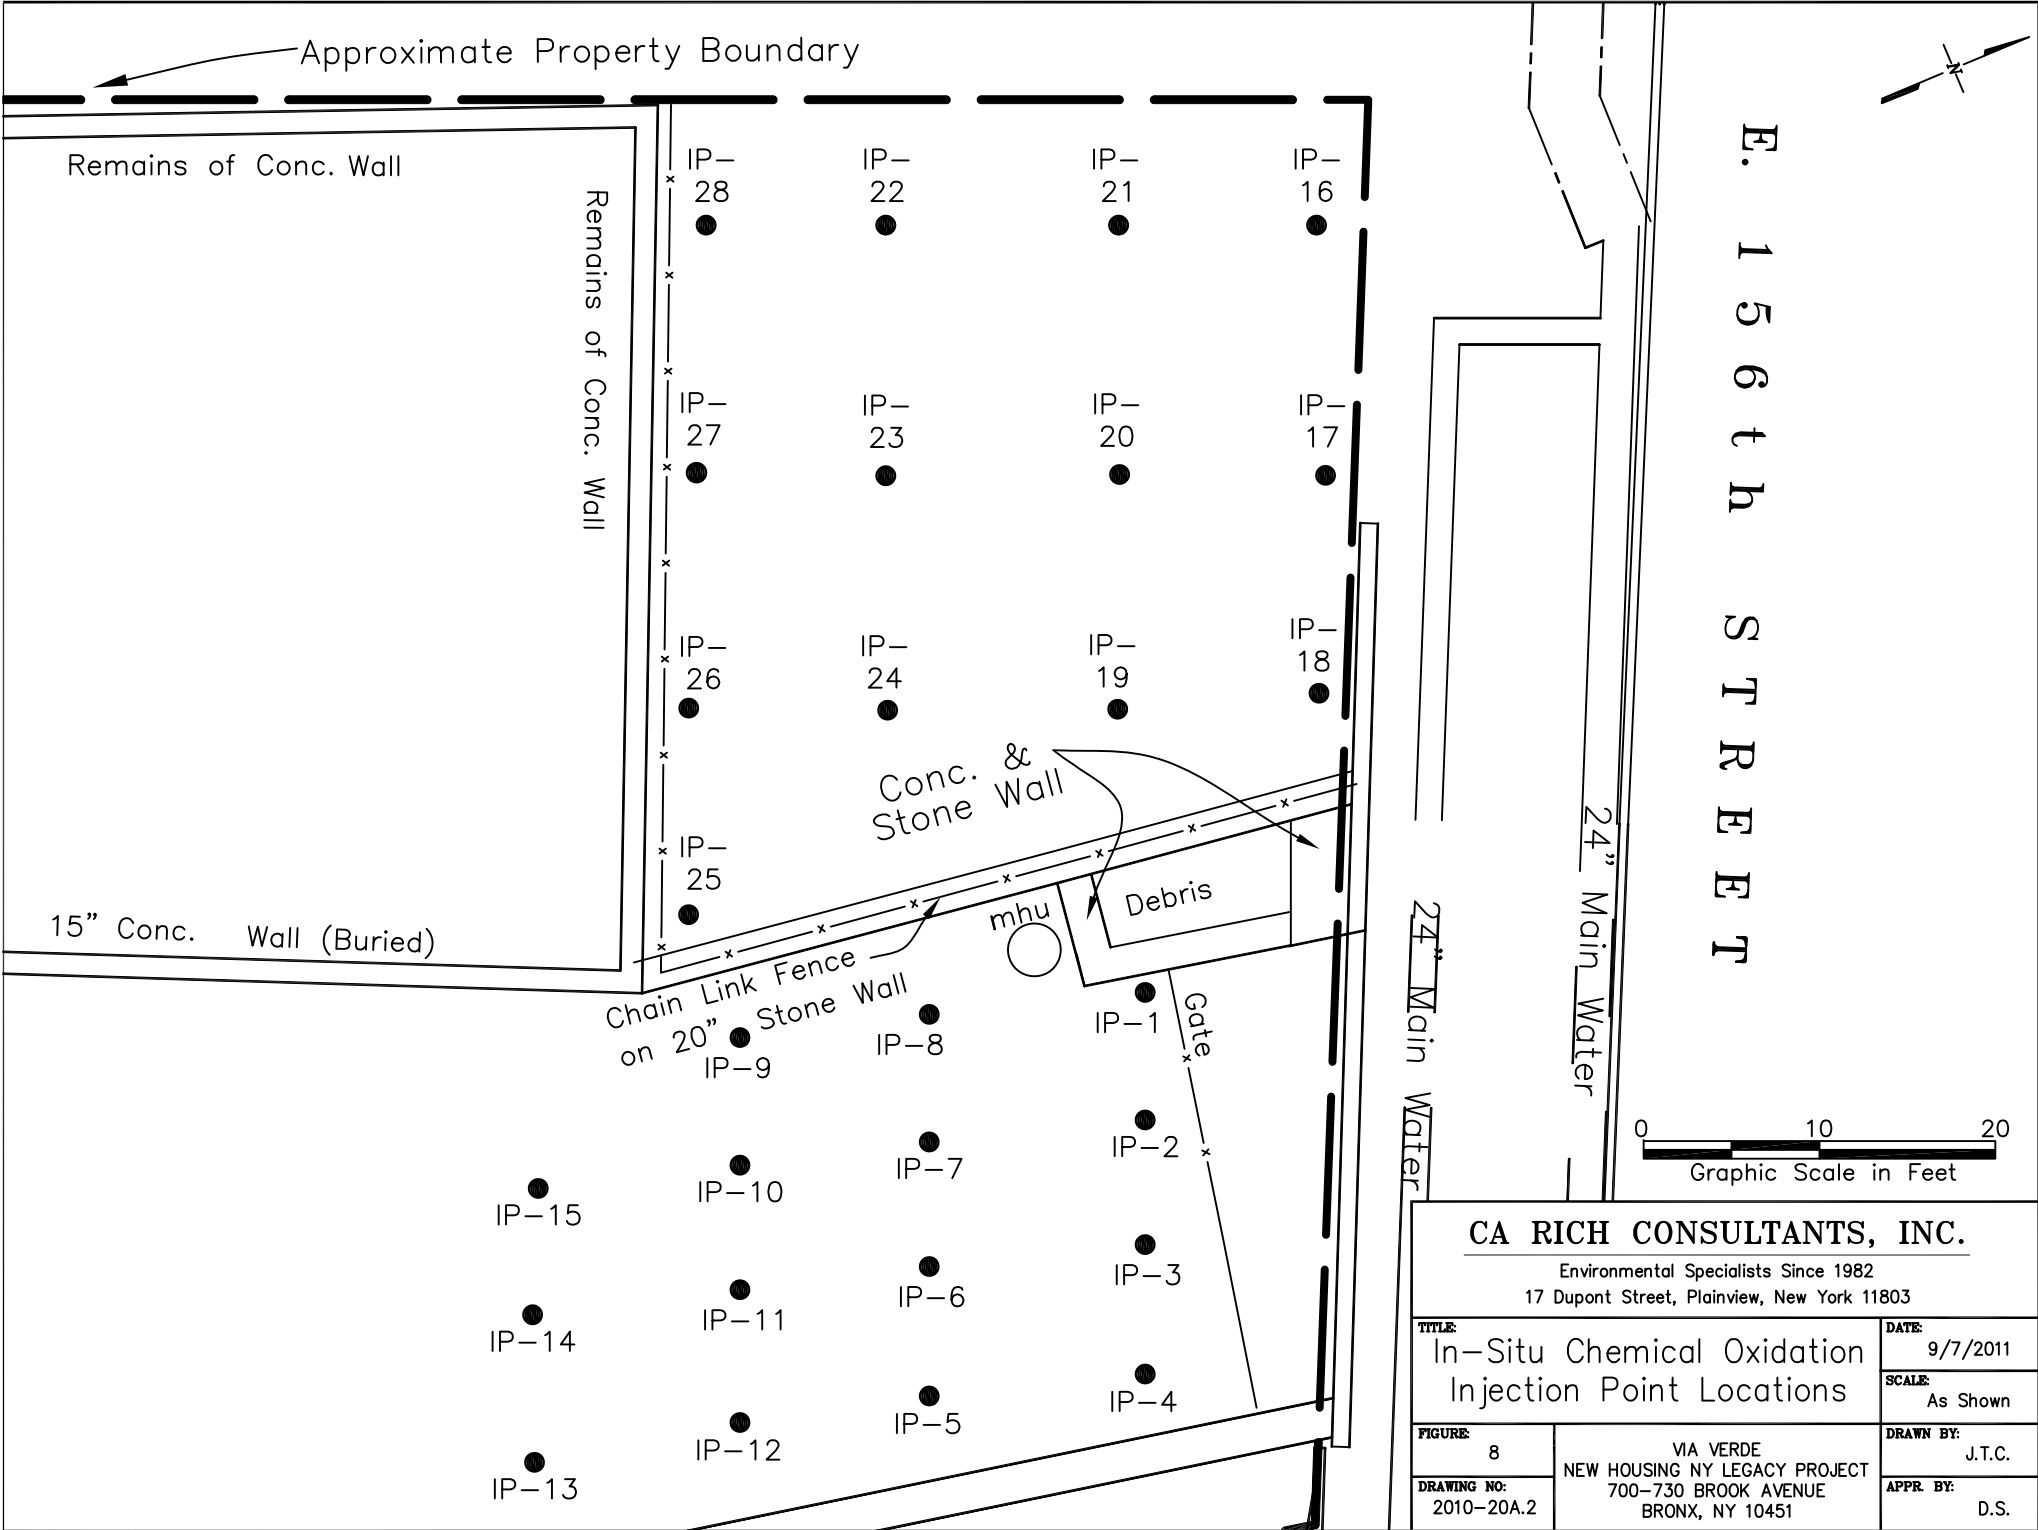 Approximate Property Boundary
N
Remains of Conc. Wall
Remains of Conc. Wall
IP-
28
IP-
22
IP-
21
IP-
16
IP-
27
IP-
23
IP-
20
IP-
17
IP-
26
IP-
24
IP-
19
IP-
18
IP-
25
Conc. &
Stone Wall
15" Conc. Wall (Buried)
mhu
Debris
Chain Link Fence
on 20" Stone Wall
Gate
IP-1
IP-8
IP-9
IP-2
IP-7
IP-10
IP-15
IP-3
IP-6
IP-11
IP-14
IP-4
IP-5
IP-12
IP-13
24" Main Water
24" Main Water
E. 156th STREET
0 10 20
Graphic Scale in Feet
CA RICH CONSULTANTS, INC.
Environmental Specialists Since 1982
17 Dupont Street, Plainview, New York 11803
TITLE:
In-Situ Chemical Oxidation
Injection Point Locations
DATE:
9/7/2011
SCALE:
As Shown
FIGURE:
8
DRAWING NO:
2010-20A.2
VIA VERDE
NEW HOUSING NY LEGACY PROJECT
700-730 BROOK AVENUE
BRONX, NY 10451
DRAWN BY:
J.T.C.
APPR. BY:
D.S.
x x x x x x x x x
x x x x x x x
x x